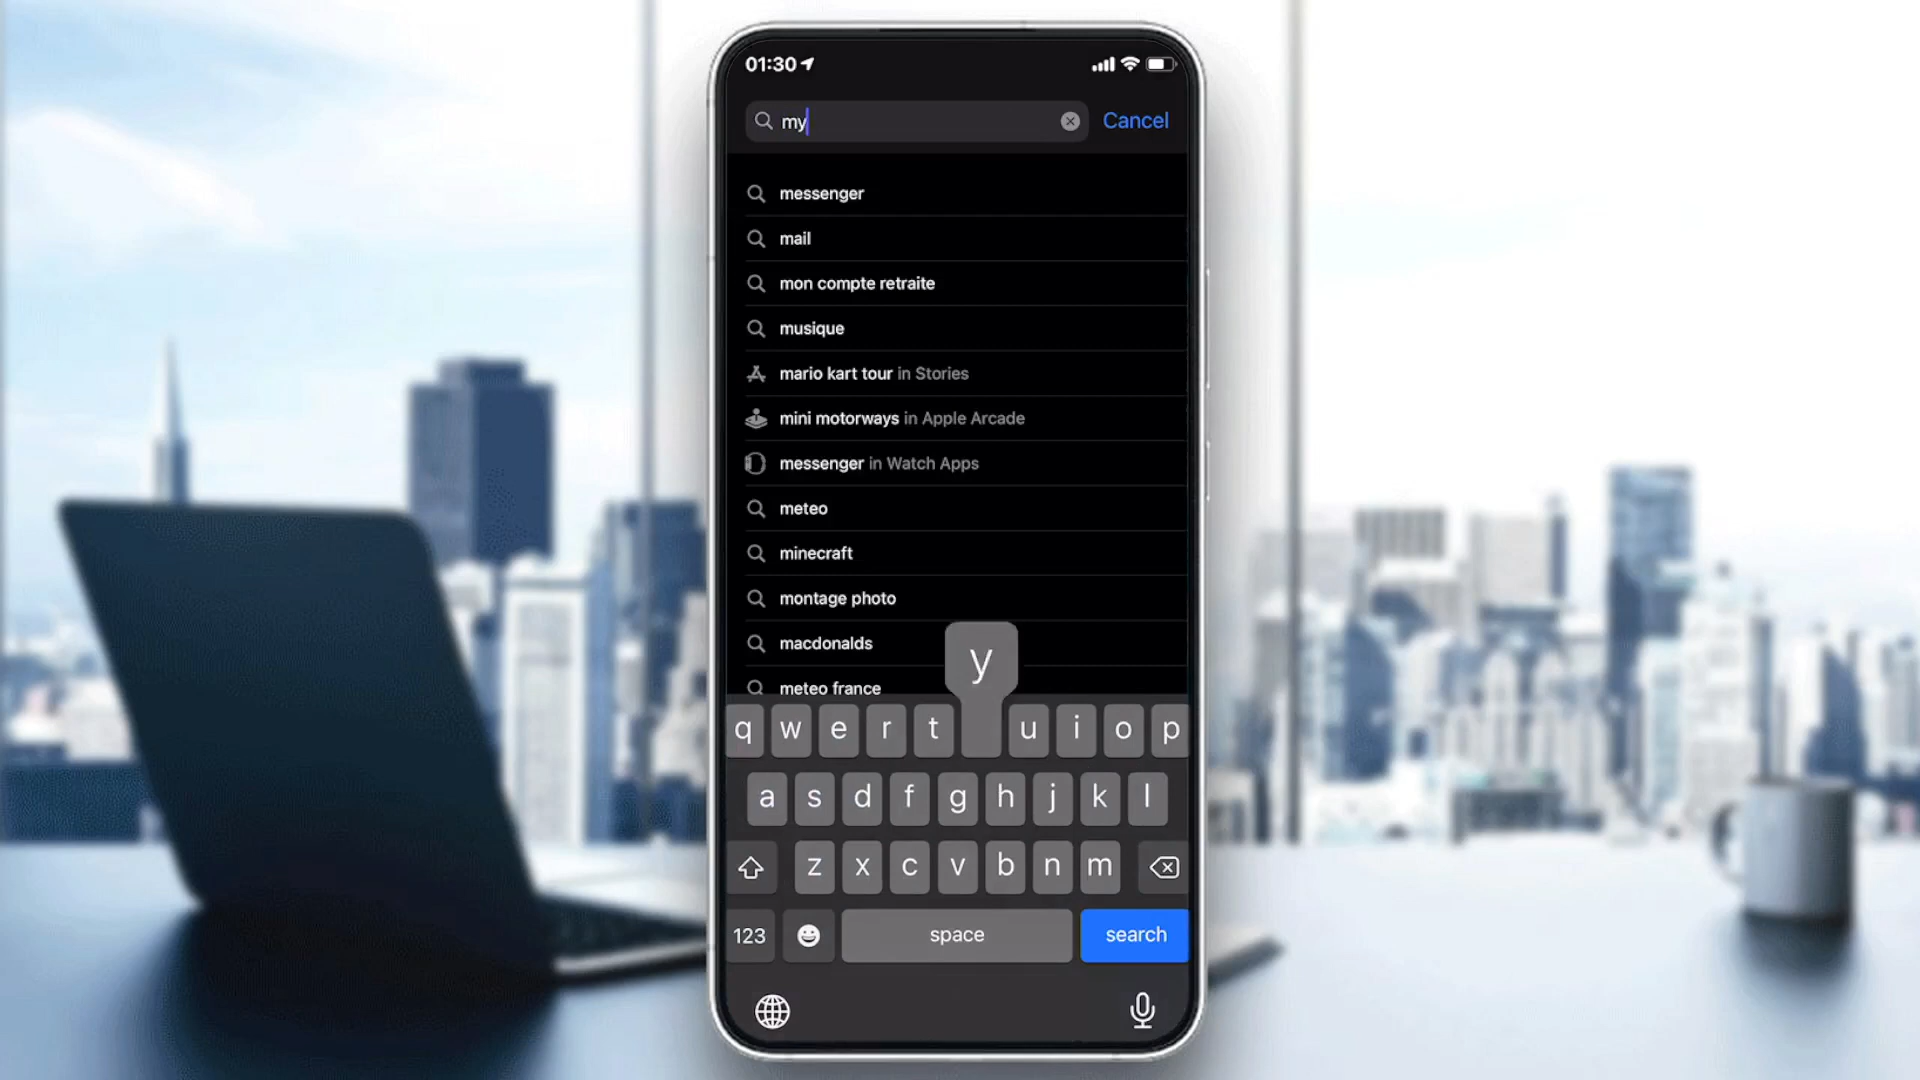 01:30
my
Cancel
messenger
mail
mon compte retraite
musique
mario kart tour in Stories
mini motorways in Apple Arcade
messenger in Watch Apps
meteo
minecraft
montage photo
macdonalds
meteo france
y
q w e r t u i o p
a s d f g h j k l
z x c v b n m
123
space
search